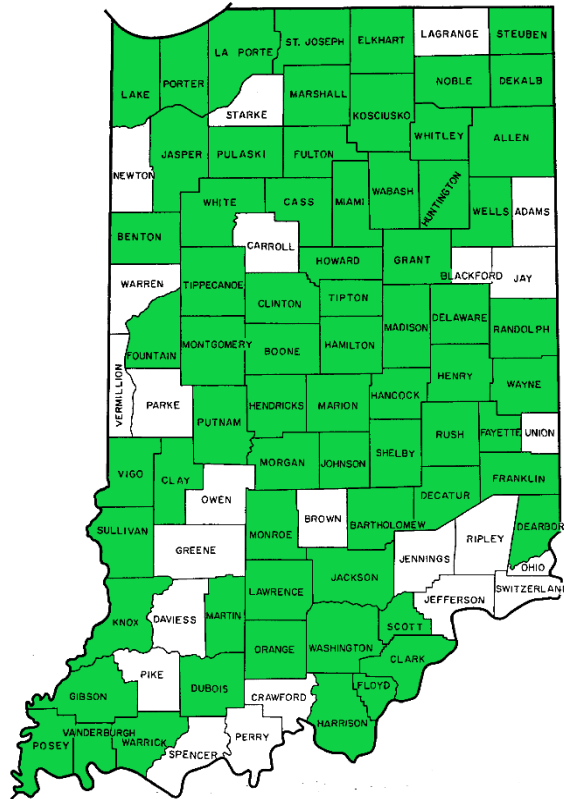 LAGRANGE
STEUBEN
ST. JOSEPH
ELKHART
LA PORTE
PORTER
LAKE
NOBLE
DEKALB
MARSHALL
STARKE
KOSCIUSKO
WHITLEY
ALLEN
JASPER
PULASKI
FULTON
NEWTON
WABASH
HUNTINGTON
WHITE
CASS
MIAMI
WELLS
ADAMS
BENTON
CARROLL
HOWARD
GRANT
BLACKFORD
JAY
WARREN
TIPPECANOE
CLINTON
TIPTON
MADISON
DELAWARE
RANDOLPH
FOUNTAIN
MONTGOMERY
BOONE
HAMILTON
HENRY
WAYNE
VERMILLION
PARKE
PUTNAM
HENDRICKS
MARION
HANCOCK
RUSH
FAYETTE
UNION
VIGO
CLAY
MORGAN
JOHNSON
SHELBY
FRANKLIN
OWEN
DECATUR
SULLIVAN
MONROE
BROWN
BARTHOLOMEW
DEARBOR
GREENE
JENNINGS
RIPLEY
OHIO
JACKSON
SWITZERLAND
LAWRENCE
JEFFERSON
KNOX
DAVIESS
MARTIN
SCOTT
ORANGE
WASHINGTON
CLARK
PIKE
DUBOIS
FLOYD
GIBSON
CRAWFORD
HARRISON
VANDERBURGH
POSEY
WARRICK
PERRY
SPENCER